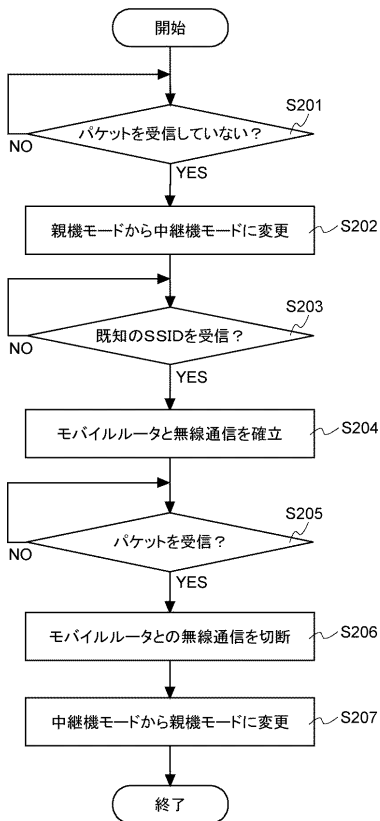 開始
S201
パケットを受信していない？
NO
YES
親機モードから中継機モードに変更
S202
S203
既知のSSIDを受信？
NO
YES
モバイルルータと無線通信を確立
S204
S205
パケットを受信？
NO
YES
モバイルルータとの無線通信を切断
S206
中継機モードから親機モードに変更
S207
終了